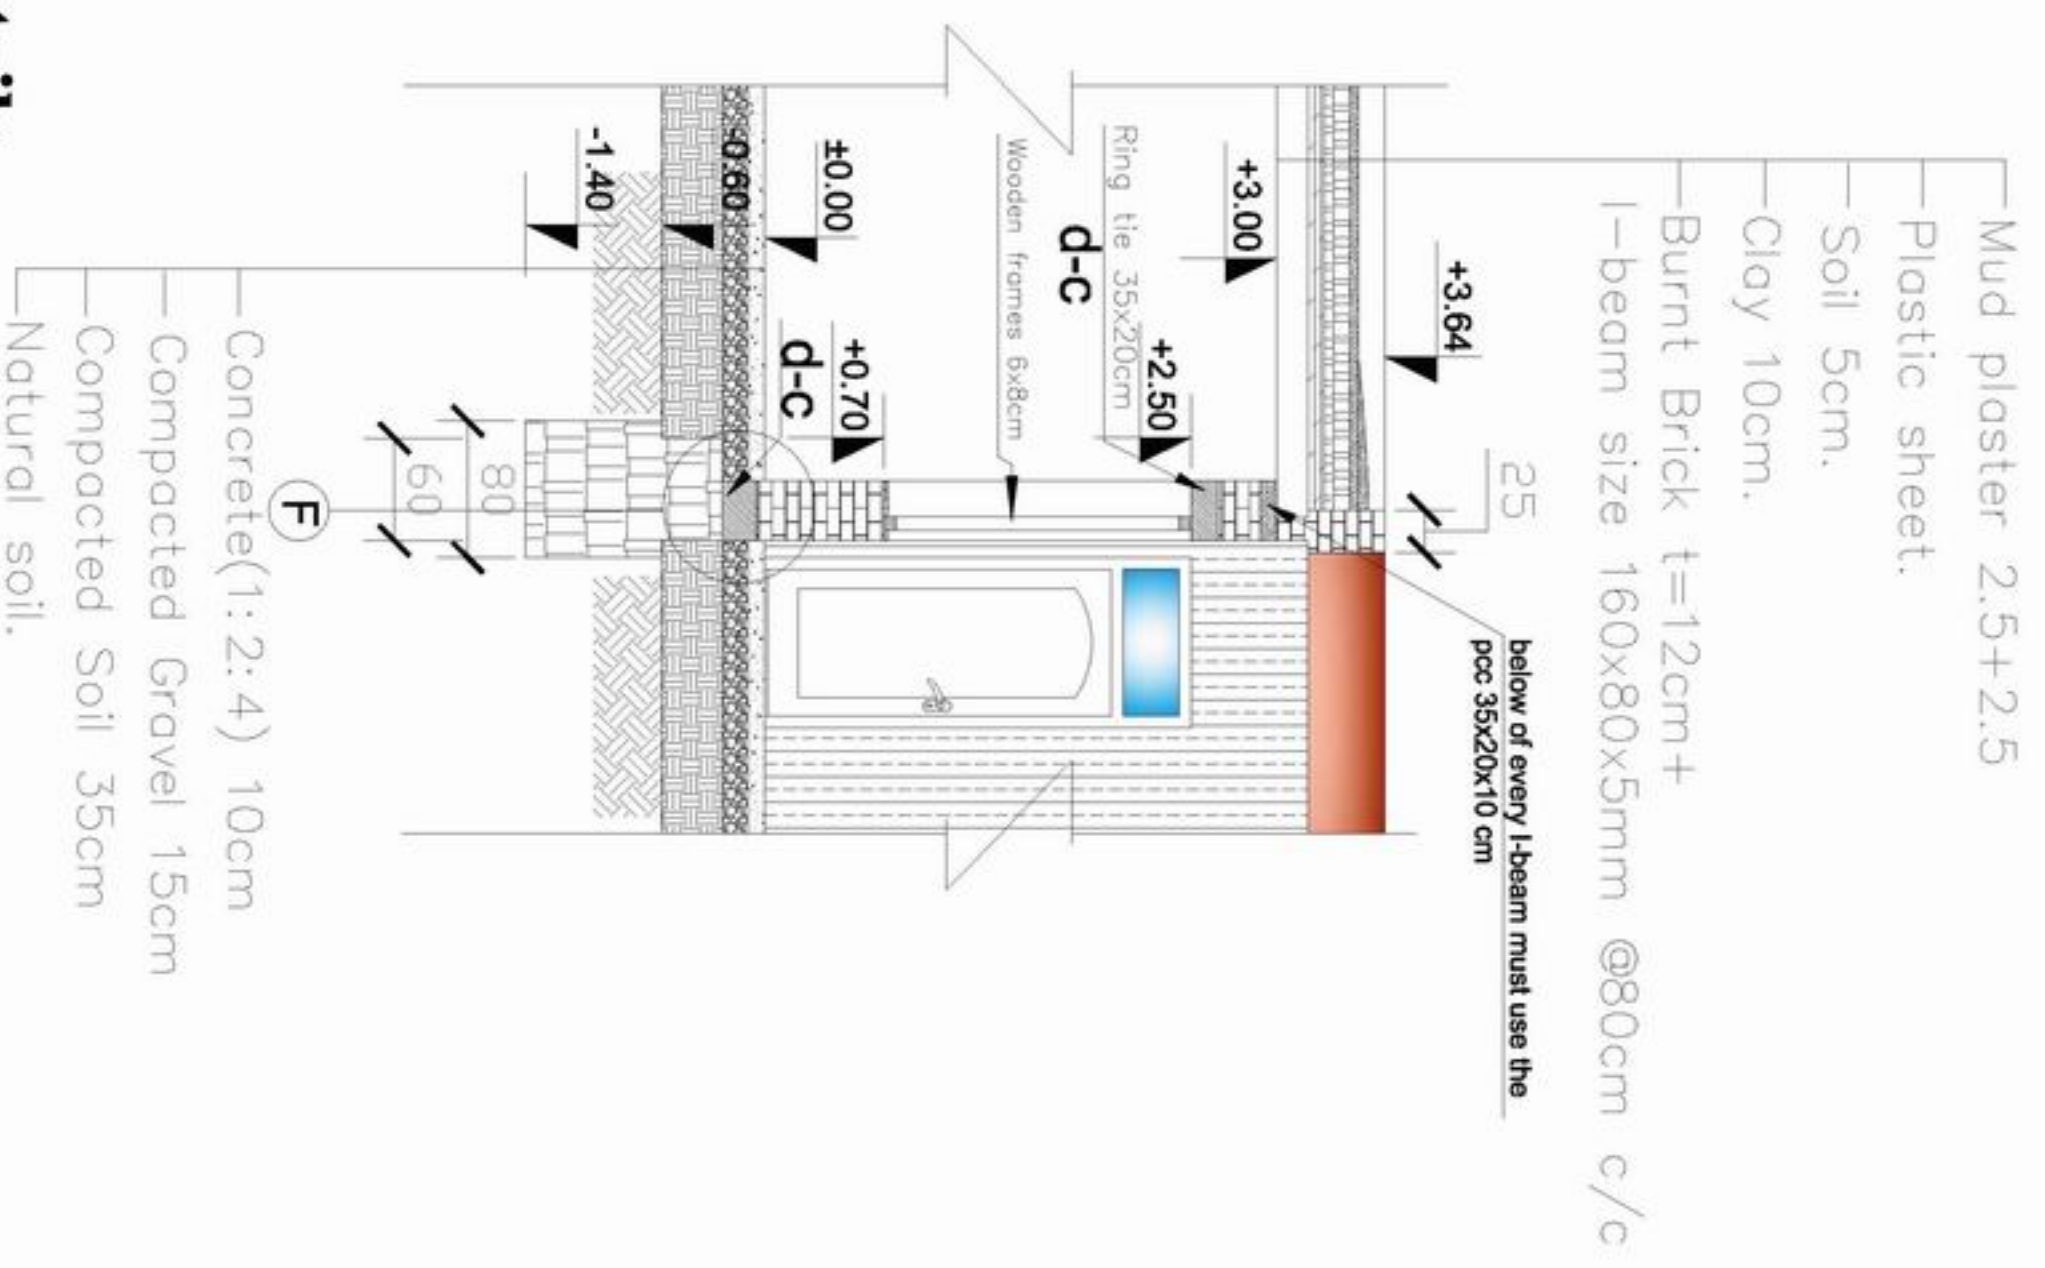 Mud plaster 2.5+2.5
Plastic sheet.
Soil 5cm.
Clay 10cm.
Burnt Brick t=12cm+
I-beam size 160x80x5mm @80cm c/c
below of every I-beam must use the
pcc 35x20x10 cm
25
+3.64
+3.00
+2.50
Ring tie 35x20cm
d-c
Wooden frames 6x8cm
+0.70
±0.00
d-c
-0.60
-1.40
80
60
F
Concrete(1:2:4) 10cm
Compacted Gravel 15cm
Compacted Soil 35cm
Natural soil.